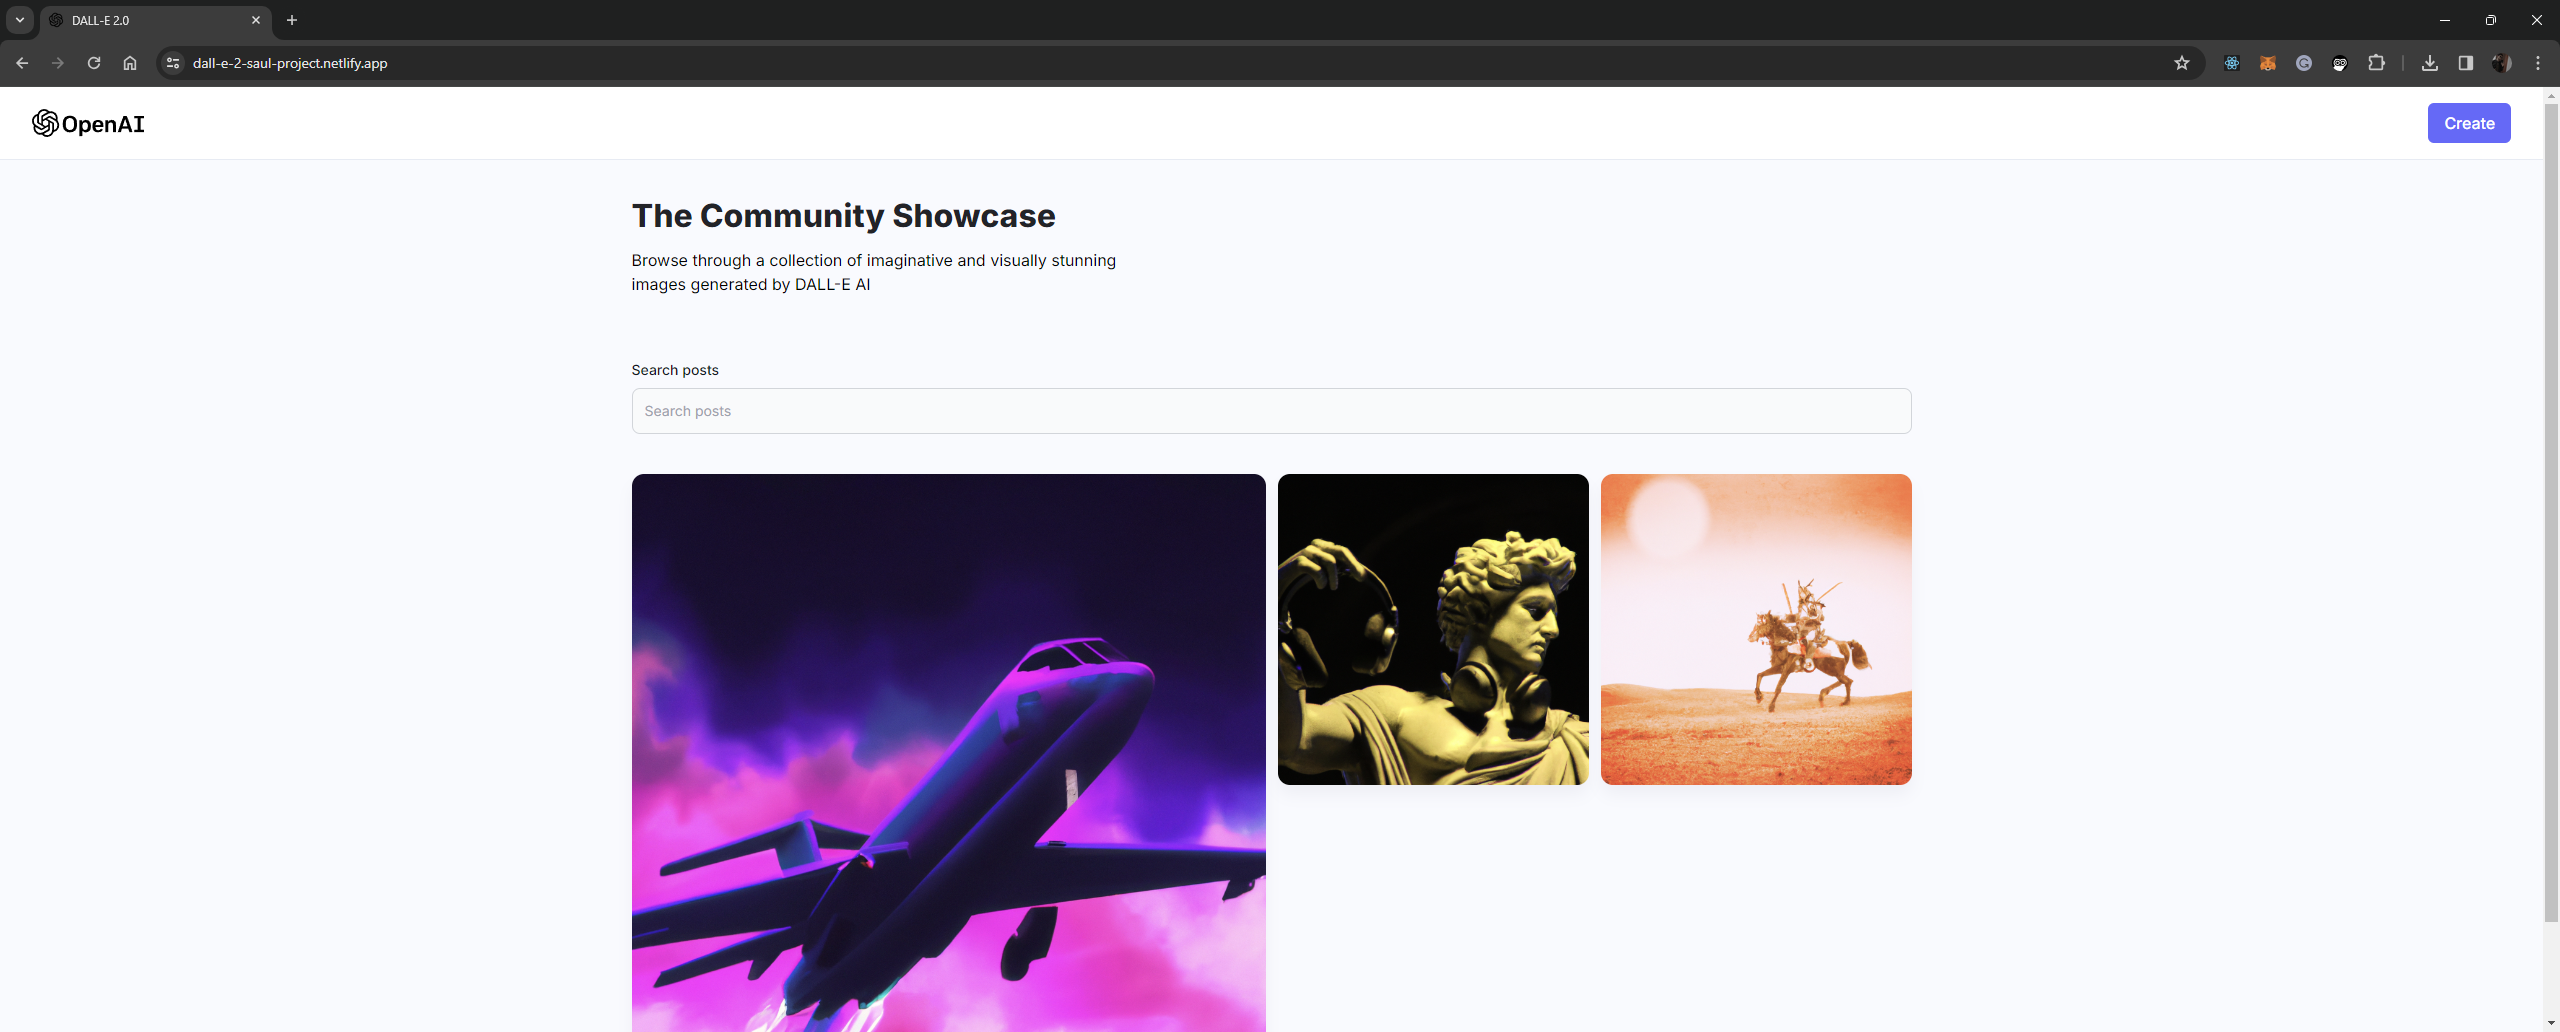 DALL-E 2.0
dall-e-2-saul-project.netlify.app
OpenAI
Create
The Community Showcase
Browse through a collection of imaginative and visually stunning
images generated by DALL-E AI
Search posts
Search posts